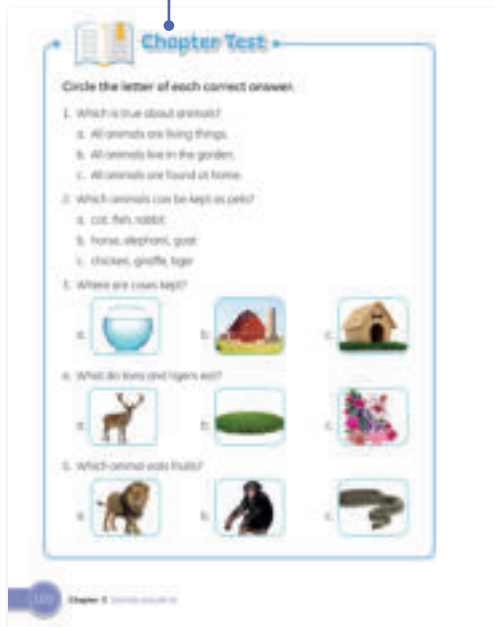 Chapter Test
Circle the letter of each correct answer.
1. Which is true about animals?
a. All animals are living things.
b. All animals live in the garden.
c. All animals are found at home.
2. Which animals can be kept as pets?
a. cat, fish, rabbit
b. horse, elephant, goat
c. chicken, giraffe, tiger
3. Where are cows kept?
a. b. c.
4. What do lions and tigers eat?
a. b. c.
5. Which animal eats fruits?
a. b. c.
Chapter